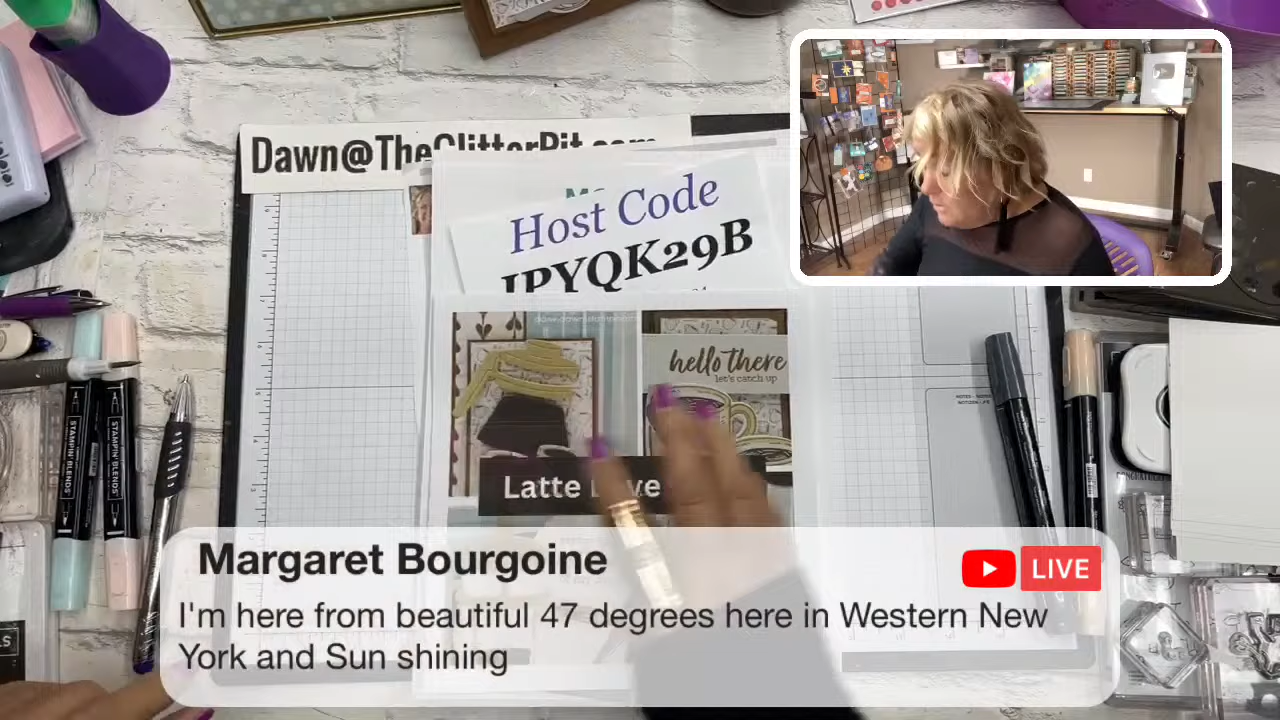 Dawn@TheGlitterPit.com
Host Code
JPYQK29B
hello there
let's catch up
Latte Love
Margaret Bourgoine
LIVE
I'm here from beautiful 47 degrees here in Western New
York and Sun shining
STAMPIN' BLENDS
STAMPIN' BLENDS